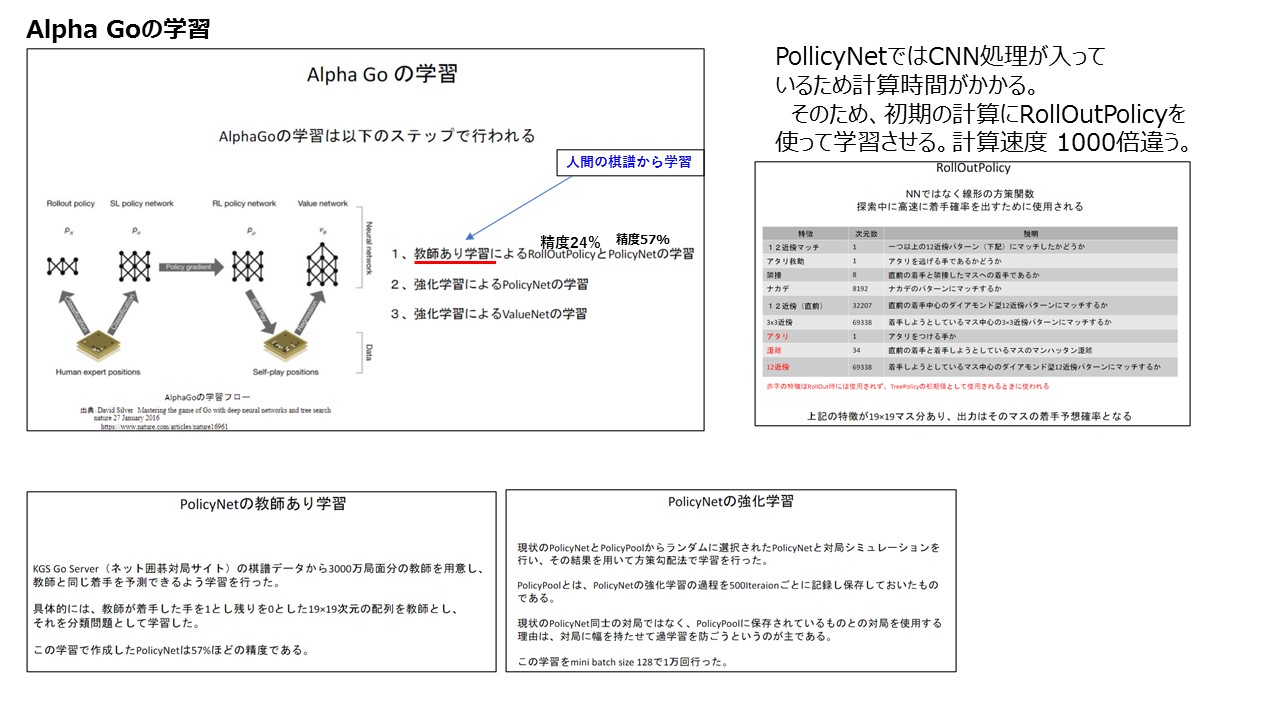 Alpha Goの学習
Alpha Go の学習
AlphaGoの学習は以下のステップで行われる
人間の棋譜から学習
Rollout policy
SL policy network
RL policy network
Value network
Neural network
Policy gradient
Classification
Classification
Self Play
Regression
Data
Human expert positions
Self-play positions
精度24%
精度57%
1、教師あり学習によるRollOutPolicyとPolicyNetの学習
2、強化学習によるPolicyNetの学習
3、強化学習によるValueNetの学習
AlphaGoの学習フロー
出典 David Silver Mastering the game of Go with deep neural networks and tree search
nature 27 January 2016
https://www.nature.com/articles/nature16961
PollicyNetではCNN処理が入って
いるため計算時間がかかる。
そのため、初期の計算にRollOutPolicyを
使って学習させる。計算速度 1000倍違う。
RollOutPolicy
NNではなく線形の方策関数
探索中に高速に着手確率を出すために使用される
特徴 次元数 説明
12近傍マッチ 1 一つ以上の12近傍パターン（下記）にマッチしたかどうか
アタリ救助 1 アタリを逃げる手であるかどうか
隣接 8 直前の着手と隣接したマスへの着手であるか
ナカデ 8192 ナカデのパターンにマッチするか
12近傍（直前） 32207 直前の着手中心のダイアモンド型12近傍パターンにマッチするか
3x3近傍 69338 着手しようとしているマス中心の3×3近傍パターンにマッチするか
アタリ 1 アタリをつける手か
距離 34 直前の着手と着手しようとしているマスのマンハッタン距離
12近傍 69338 着手しようとしているマス中心のダイアモンド型12近傍パターンにマッチするか
赤字の特徴はRollOut時には使用されず、TreePolicyの初期値として使用されるときに使われる
上記の特徴が19×19マス分あり、出力はそのマスの着手予想確率となる
PolicyNetの教師あり学習
KGS Go Server（ネット囲碁対局サイト）の棋譜データから3000万局面分の教師を用意し、
教師と同じ着手を予測できるよう学習を行った。
具体的には、教師が着手した手を1とし残りを0とした19×19次元の配列を教師とし、
それを分類問題として学習した。
この学習で作成したPolicyNetは57%ほどの精度である。
PolicyNetの強化学習
現状のPolicyNetとPolicyPoolからランダムに選択されたPolicyNetと対局シミュレーションを
行い、その結果を用いて方策勾配法で学習を行った。
PolicyPoolとは、PolicyNetの強化学習の過程を500Iteraionごとに記録し保存しておいたもの
である。
現状のPolicyNet同士の対局ではなく、PolicyPoolに保存されているものとの対局を使用する
理由は、対局に幅を持たせて過学習を防ごうというのが主である。
この学習をmini batch size 128で1万回行った。